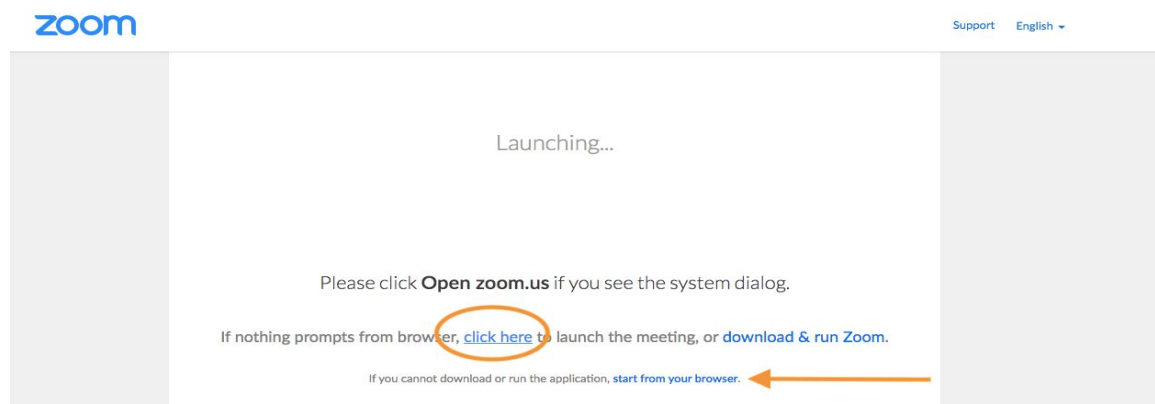 zoom
Support English
Launching...
Please click Open zoom.us if you see the system dialog.
If nothing prompts from browser, click here to launch the meeting, or download & run Zoom.
If you cannot download or run the application, start from your browser.